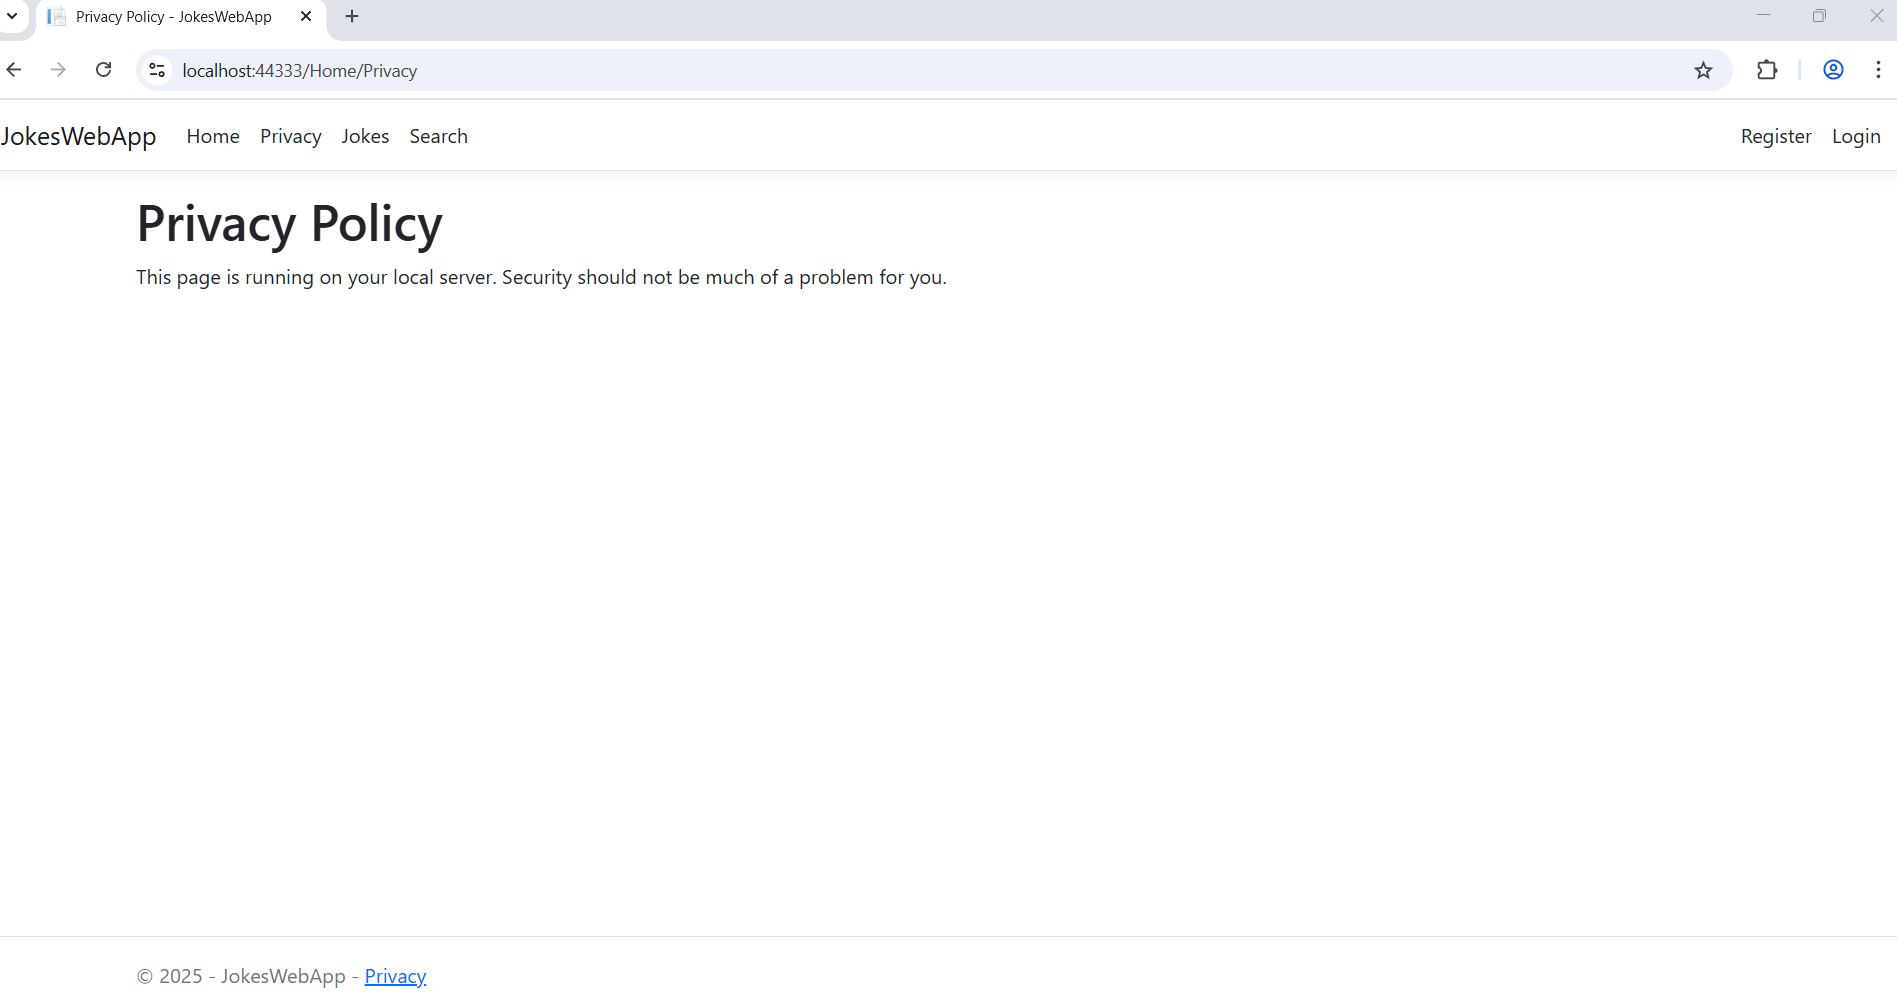 Privacy Policy - JokesWebApp
localhost:44333/Home/Privacy
JokesWebApp Home Privacy Jokes Search Register Login
Privacy Policy
This page is running on your local server. Security should not be much of a problem for you.
© 2025 - JokesWebApp - Privacy